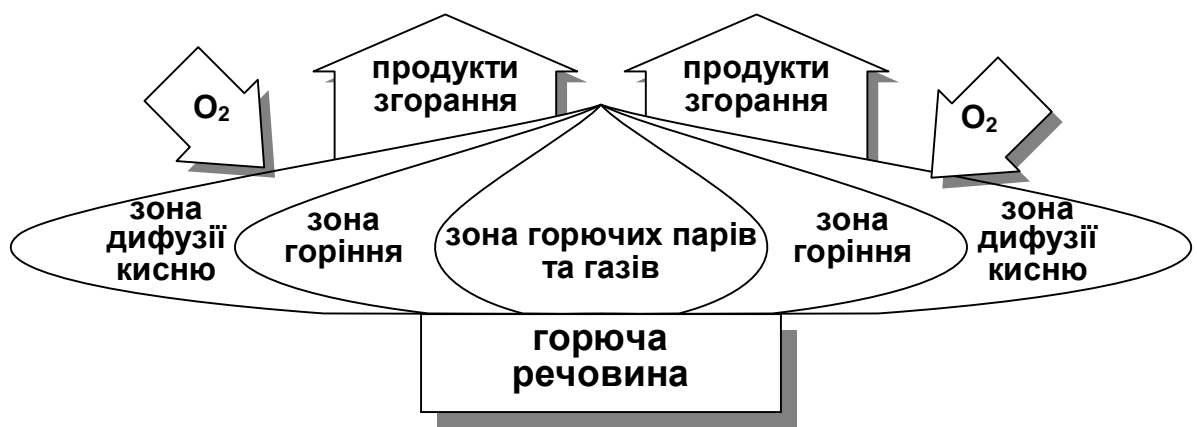 продукти
згорання
продукти
згорання
O₂
O₂
зона
дифузії
кисню
зона
горіння
зона горючих парів
та газів
зона
горіння
зона
дифузії
кисню
горюча
речовина